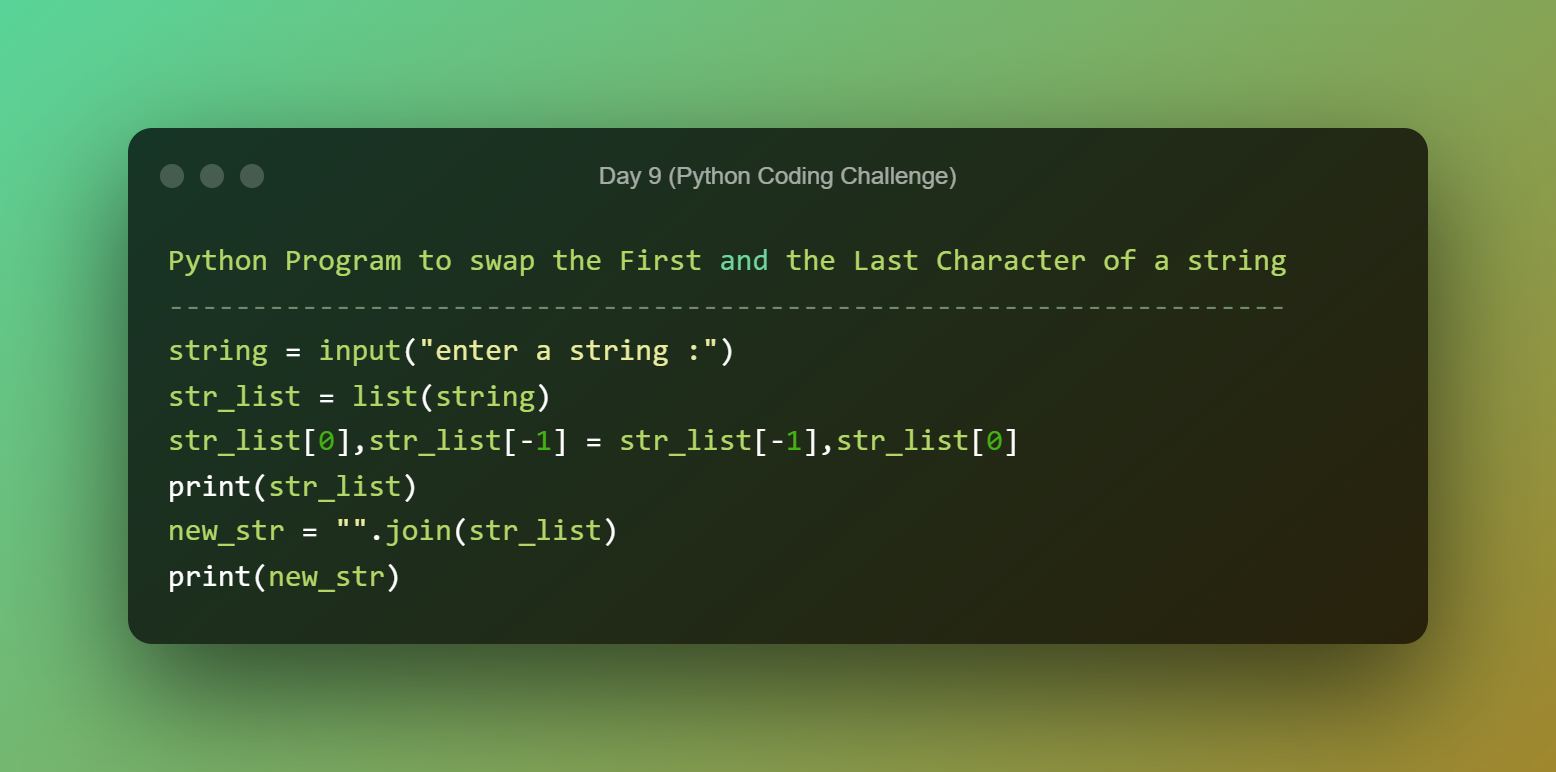 Day 9 (Python Coding Challenge)
Python Program to swap the First and the Last Character of a string
-------------------------------------------------------------------
string = input("enter a string :")
str_list = list(string)
str_list[0],str_list[-1] = str_list[-1],str_list[0]
print(str_list)
new_str = "".join(str_list)
print(new_str)